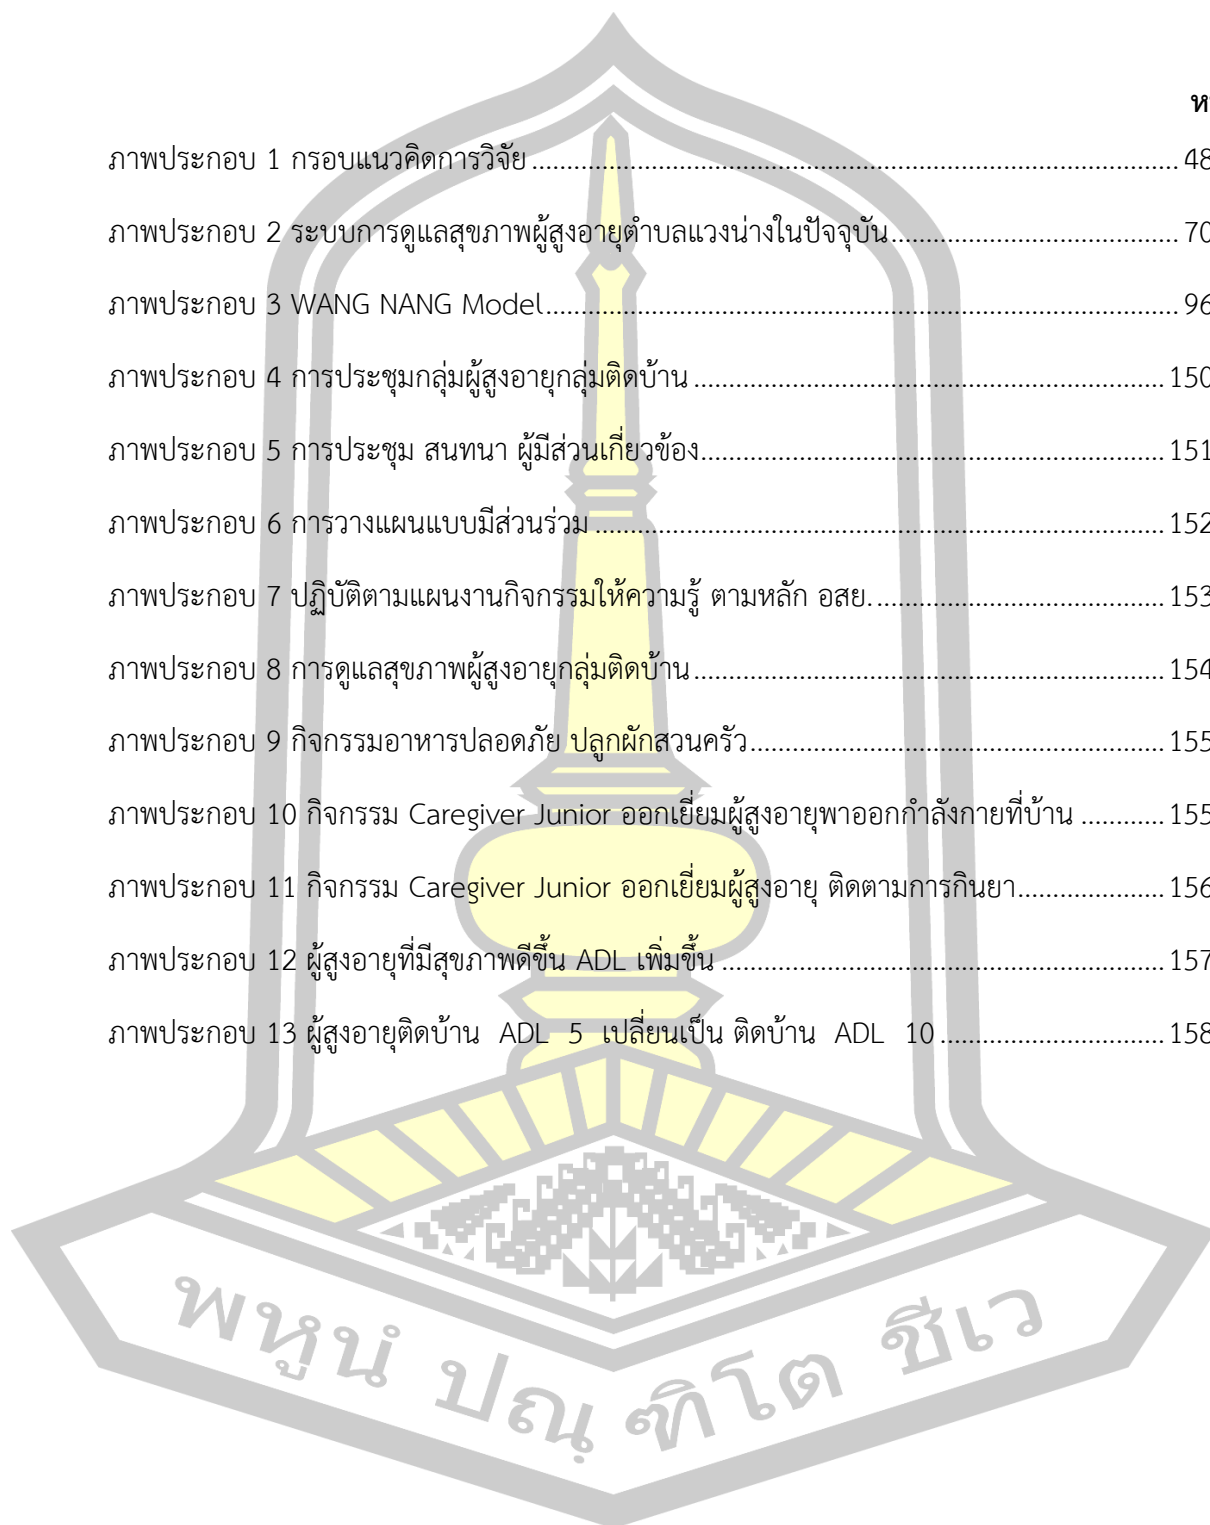 ภาพประกอบ 1 กรอบแนวคิดการวิจัย ........................................................................................ 48
ภาพประกอบ 2 ระบบการดูแลสุขภาพผู้สูงอายุตำบลแวงน่างในปัจจุบัน....................................... 70
ภาพประกอบ 3 WANG NANG Model...................................................................................... 96
ภาพประกอบ 4 การประชุมกลุ่มผู้สูงอายุกลุ่มติดบ้าน ................................................................ 150
ภาพประกอบ 5 การประชุม สนทนา ผู้มีส่วนเกี่ยวข้อง............................................................... 151
ภาพประกอบ 6 การวางแผนแบบมีส่วนร่วม ............................................................................. 152
ภาพประกอบ 7 ปฏิบัติตามแผนงานกิจกรรมให้ความรู้ ตามหลัก อสย. ....................................... 153
ภาพประกอบ 8 การดูแลสุขภาพผู้สูงอายุกลุ่มติดบ้าน ................................................................ 154
ภาพประกอบ 9 กิจกรรมอาหารปลอดภัย ปลูกผักสวนครัว........................................................ 155
ภาพประกอบ 10 กิจกรรม Caregiver Junior ออกเยี่ยมผู้สูงอายุพาออกกำลังกายที่บ้าน ............ 155
ภาพประกอบ 11 กิจกรรม Caregiver Junior ออกเยี่ยมผู้สูงอายุ ติดตามการกินยา.................... 156
ภาพประกอบ 12 ผู้สูงอายุที่มีสุขภาพดีขึ้น ADL เพิ่มขึ้น ............................................................ 157
ภาพประกอบ 13 ผู้สูงอายุติดบ้าน ADL 5 เปลี่ยนเป็น ติดบ้าน ADL 10 .............................. 158
พหูนํ ปณฺฑิโต ชีเว